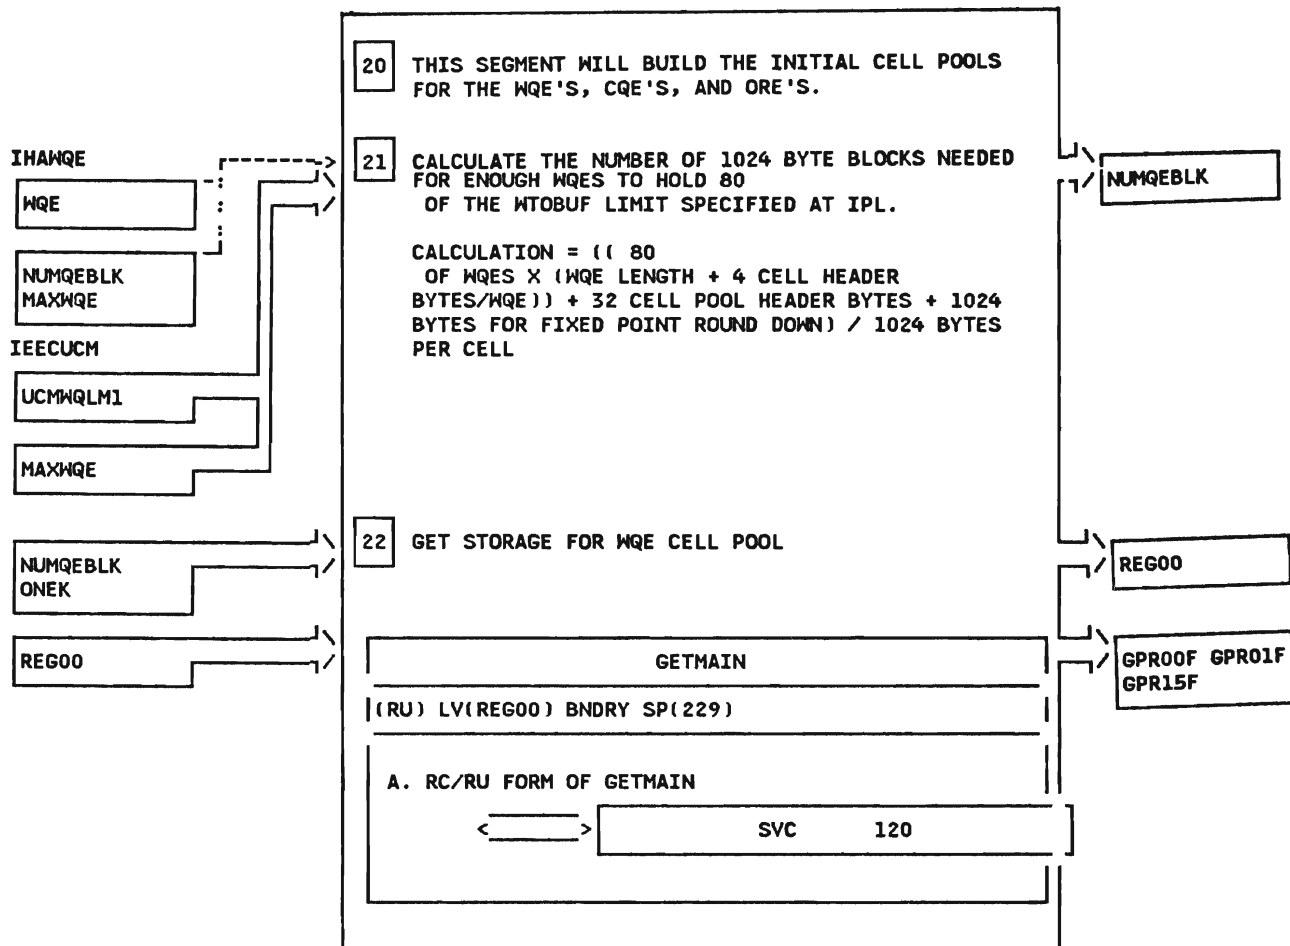 20 THIS SEGMENT WILL BUILD THE INITIAL CELL POOLS
FOR THE WQE'S, CQE'S, AND ORE'S.
IHAWQE
WQE
NUMQEBLK
MAXWQE
IEECUCM
UCMWQLM1
MAXWQE
21 CALCULATE THE NUMBER OF 1024 BYTE BLOCKS NEEDED
FOR ENOUGH WQES TO HOLD 80
OF THE WTOBUF LIMIT SPECIFIED AT IPL.
CALCULATION = (( 80
OF WQES X (WQE LENGTH + 4 CELL HEADER
BYTES/WQE)) + 32 CELL POOL HEADER BYTES + 1024
BYTES FOR FIXED POINT ROUND DOWN) / 1024 BYTES
PER CELL
NUMQEBLK
NUMQEBLK
ONEK
22 GET STORAGE FOR WQE CELL POOL
REG00
REG00
GETMAIN
(RU) LV(REG00) BNDRY SP(229)
A. RC/RU FORM OF GETMAIN
SVC 120
GPR00F GPR01F
GPR15F